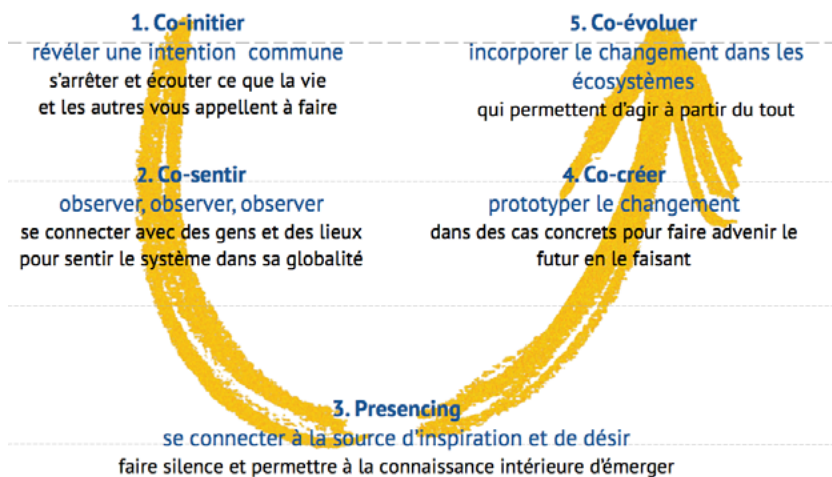 1. Co-initier
révéler une intention commune
s'arrêter et écouter ce que la vie
et les autres vous appellent à faire
2. Co-sentir
observer, observer, observer
se connecter avec des gens et des lieux
pour sentir le système dans sa globalité
3. Presencing
se connecter à la source d'inspiration et de désir
faire silence et permettre à la connaissance intérieure d'émerger
4. Co-créer
prototyper le changement
dans des cas concrets pour faire advenir le
futur en le faisant
5. Co-évoluer
incorporer le changement dans les
écosystèmes
qui permettent d'agir à partir du tout